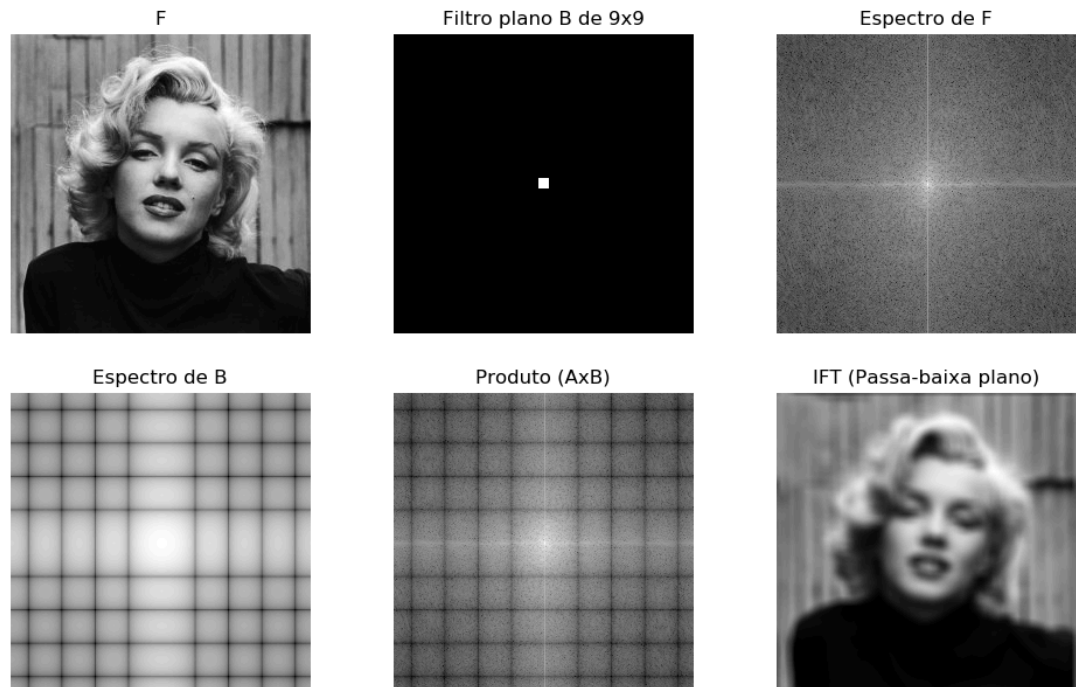 F
Filtro plano B de 9x9
Espectro de F
Espectro de B
Produto (AxB)
IFT (Passa-baixa plano)